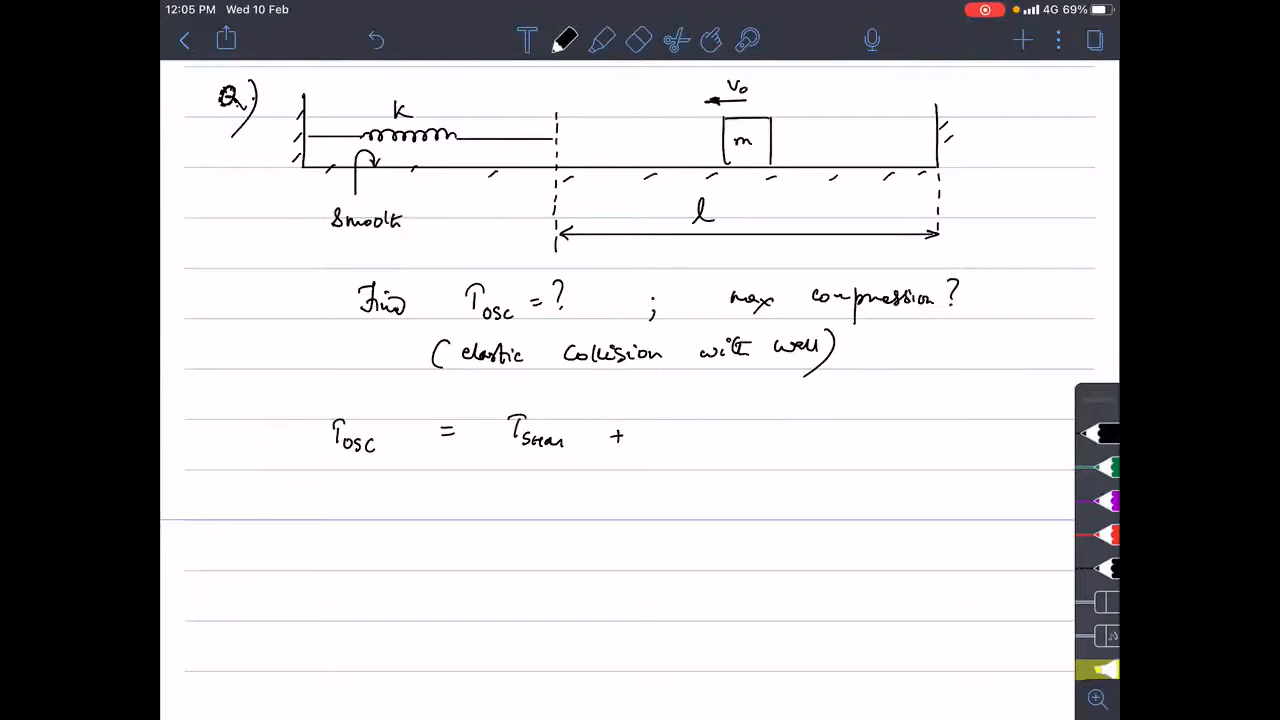 12:05 PM Wed 10 Feb
4G 69%
Q)
K
V₀
m
Smooth
l
Find T_OSC = ? ; max compression?
(elastic collision with wall)
T_OSC = T_SHM +